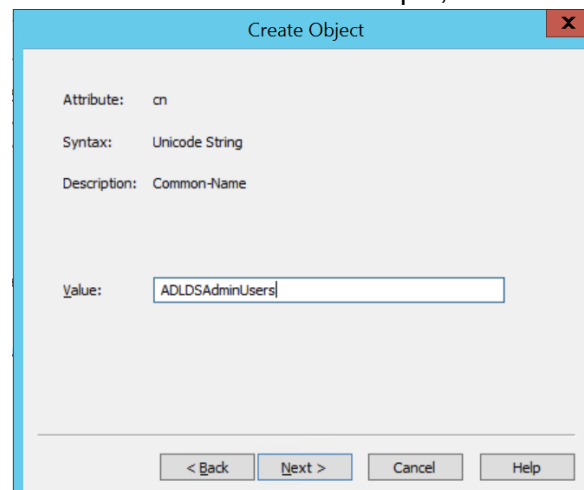 Create Object
x
Attribute: cn
Syntax: Unicode String
Description: Common-Name
Value: ADLDSAdminUsers
< Back Next > Cancel Help